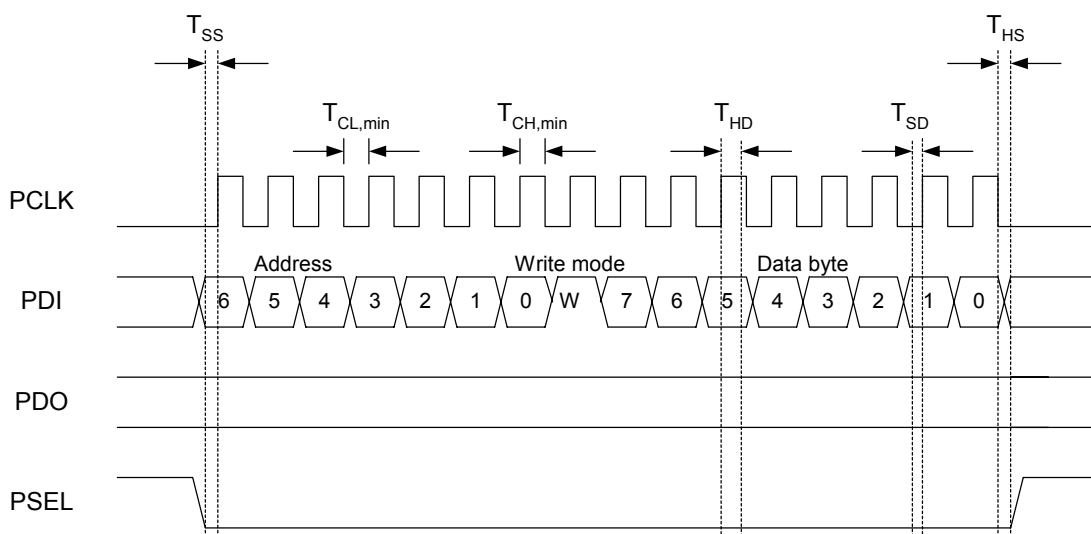 TSS THS
TCL,min TCH,min THD TSD
PCLK
Address Write mode Data byte
PDI 6 5 4 3 2 1 0 W 7 6 5 4 3 2 1 0
PDO
PSEL